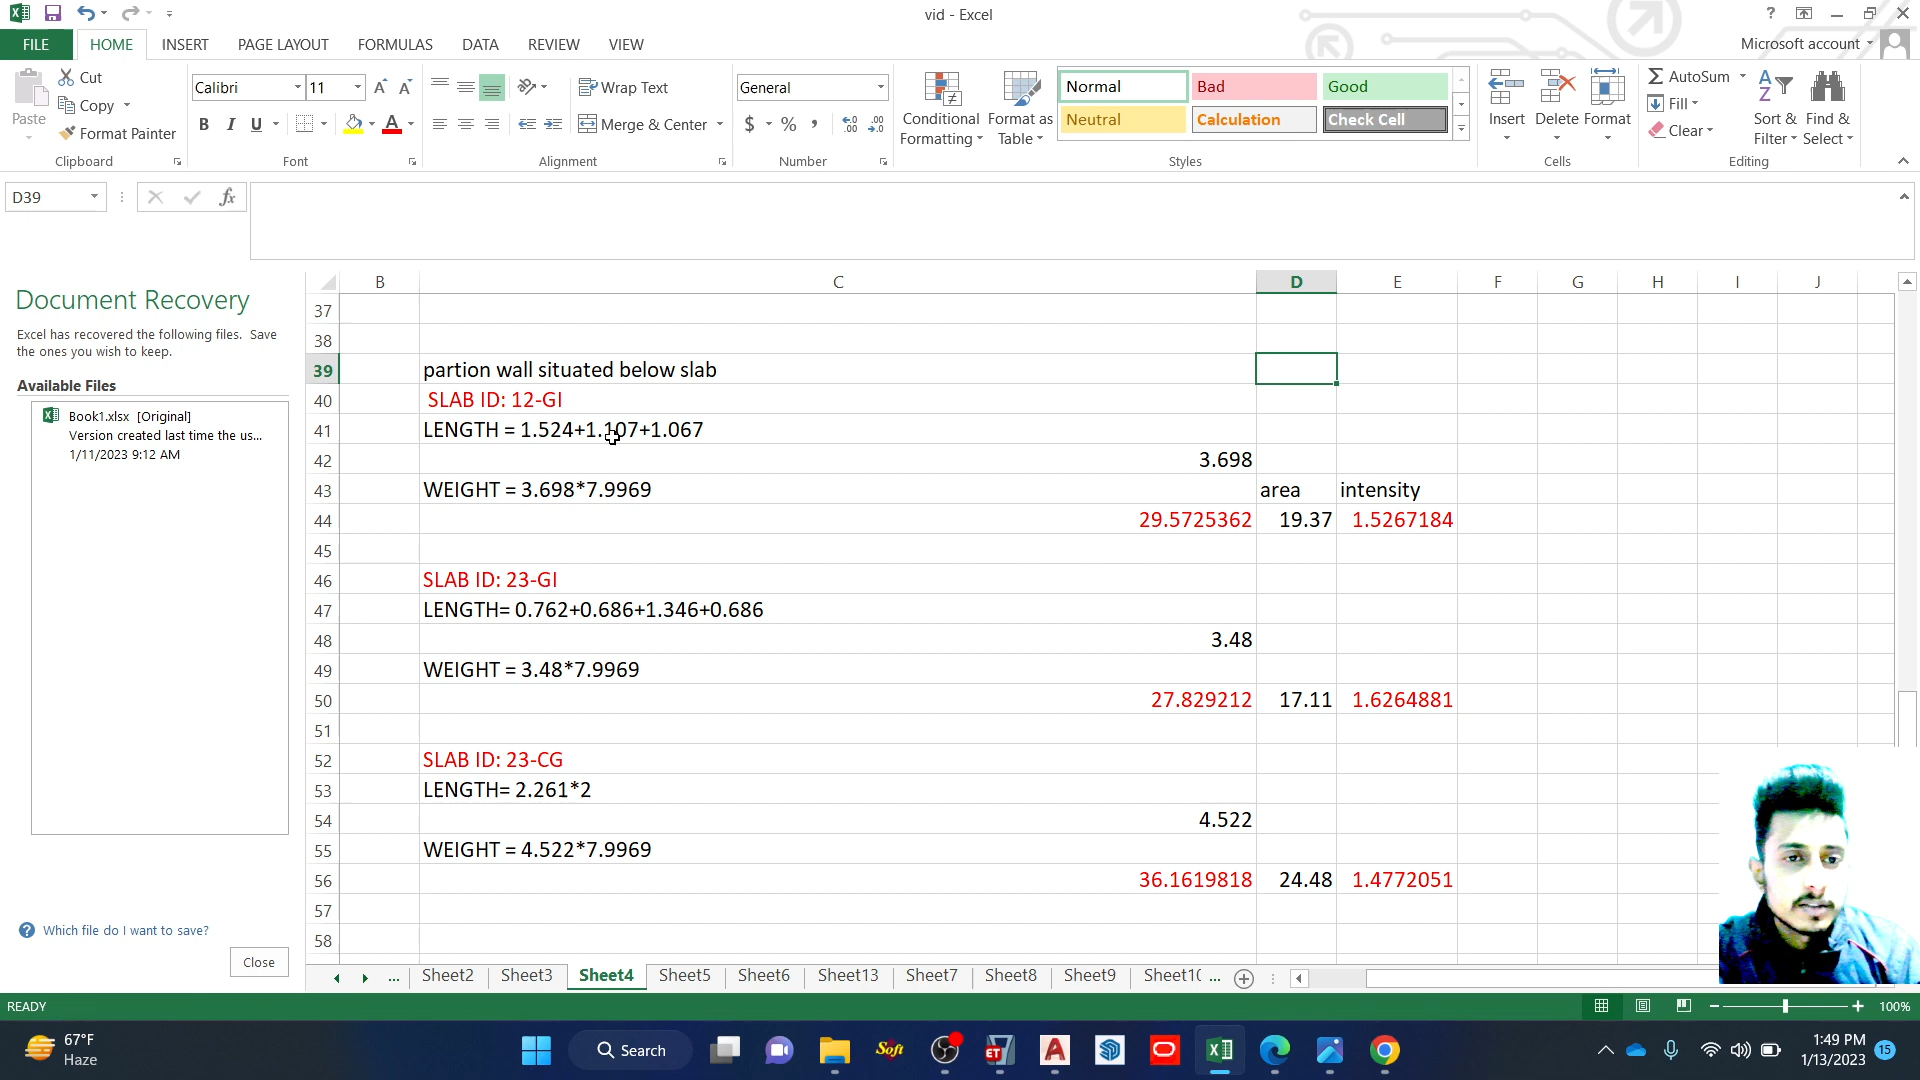 vid - Excel
FILE HOME INSERT PAGE LAYOUT FORMULAS DATA REVIEW VIEW Microsoft account
Paste Cut
Copy
Format Painter
Clipboard
Calibri 11
B I U
Font
Wrap Text
Merge & Center
Alignment
General
$ % ,
Number
Conditional Formatting
Format as Table
Normal Bad Good
Neutral Calculation Check Cell
Styles
Insert Delete Format
Cells
AutoSum
Fill
Clear
Sort & Filter
Find & Select
Editing
D39
fx
Document Recovery
Excel has recovered the following files. Save
the ones you wish to keep.
Available Files
Book1.xlsx [Original]
Version created last time the us...
1/11/2023 9:12 AM
Which file do I want to save?
Close
B C D E F G H I J
37
38
39 partion wall situated below slab
40 SLAB ID: 12-GI
41 LENGTH = 1.524+1.107+1.067
42 3.698
43 WEIGHT = 3.698*7.9969 area intensity
44 29.5725362 19.37 1.5267184
45
46 SLAB ID: 23-GI
47 LENGTH= 0.762+0.686+1.346+0.686
48 3.48
49 WEIGHT = 3.48*7.9969
50 27.829212 17.11 1.6264881
51
52 SLAB ID: 23-CG
53 LENGTH= 2.261*2
54 4.522
55 WEIGHT = 4.522*7.9969
56 36.1619818 24.48 1.4772051
57
58
... Sheet2 Sheet3 Sheet4 Sheet5 Sheet6 Sheet13 Sheet7 Sheet8 Sheet9 Sheet10 ...
READY 100%
67°F
Haze
Search
Soft
ET
1:49 PM
1/13/2023
15